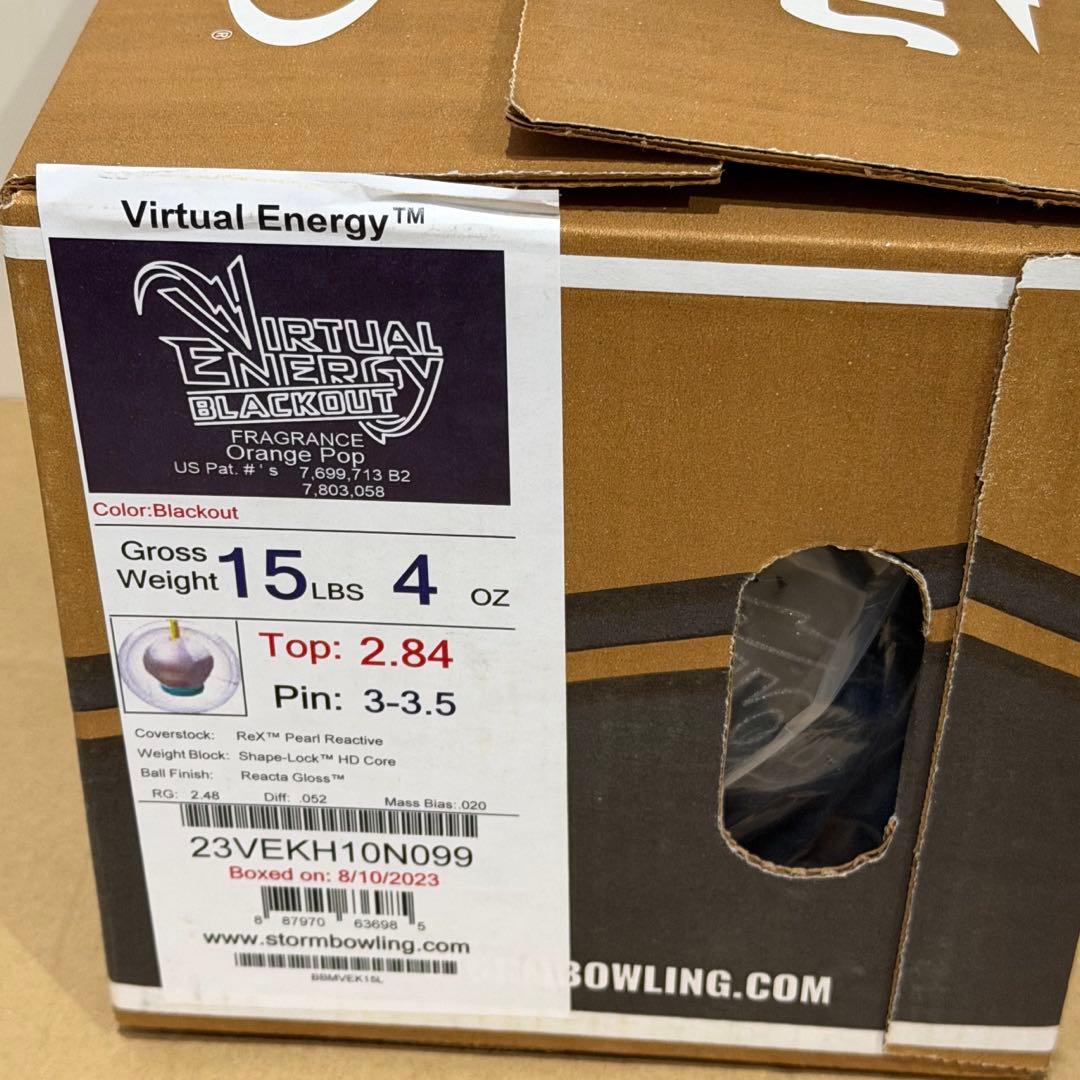 ®
Virtual Energy™
VIRTUAL
ENERGY
BLACKOUT
FRAGRANCE
Orange Pop
US Pat. #'s 7,699,713 B2
7,803,058
Color:Blackout
Gross Weight 15 LBS 4 OZ
Top: 2.84
Pin: 3-3.5
Coverstock: ReX™ Pearl Reactive
Weight Block: Shape-Lock™ HD Core
Ball Finish: Reacta Gloss™
RG: 2.48 Diff: .052 Mass Bias:.020
23VEKH10N099
Boxed on: 8/10/2023
8 87970 63698 5
www.stormbowling.com
BBMVEK15L
BOWLING.COM